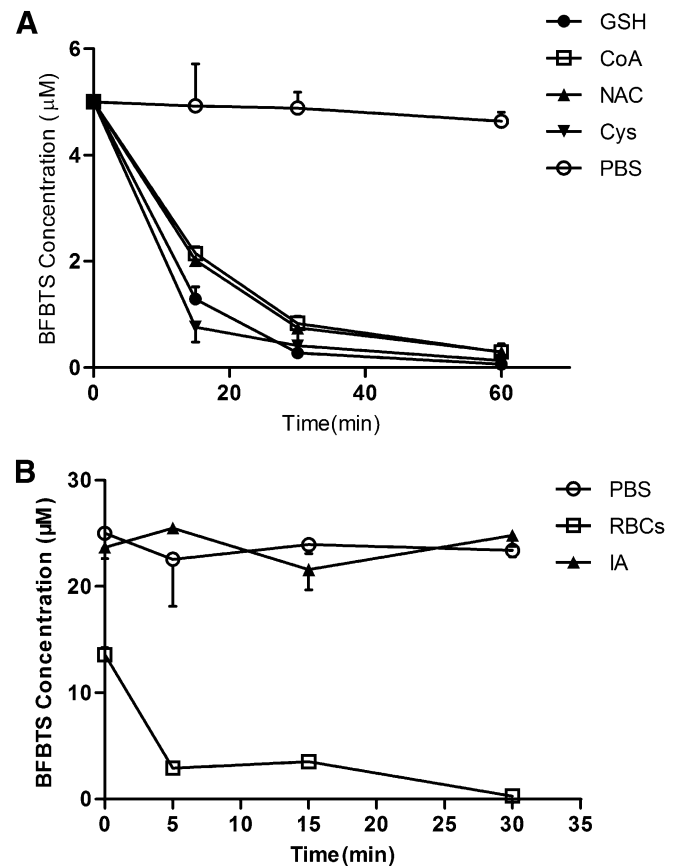 A
GSH
CoA
NAC
Cys
PBS
BFBTS Concentration ( μM)
6
4
2
0
0 20 40 60
Time(min)
B
PBS
RBCs
IA
BFBTS Concentration (μM)
30
20
10
0
0 5 10 15 20 25 30 35
Time(min)